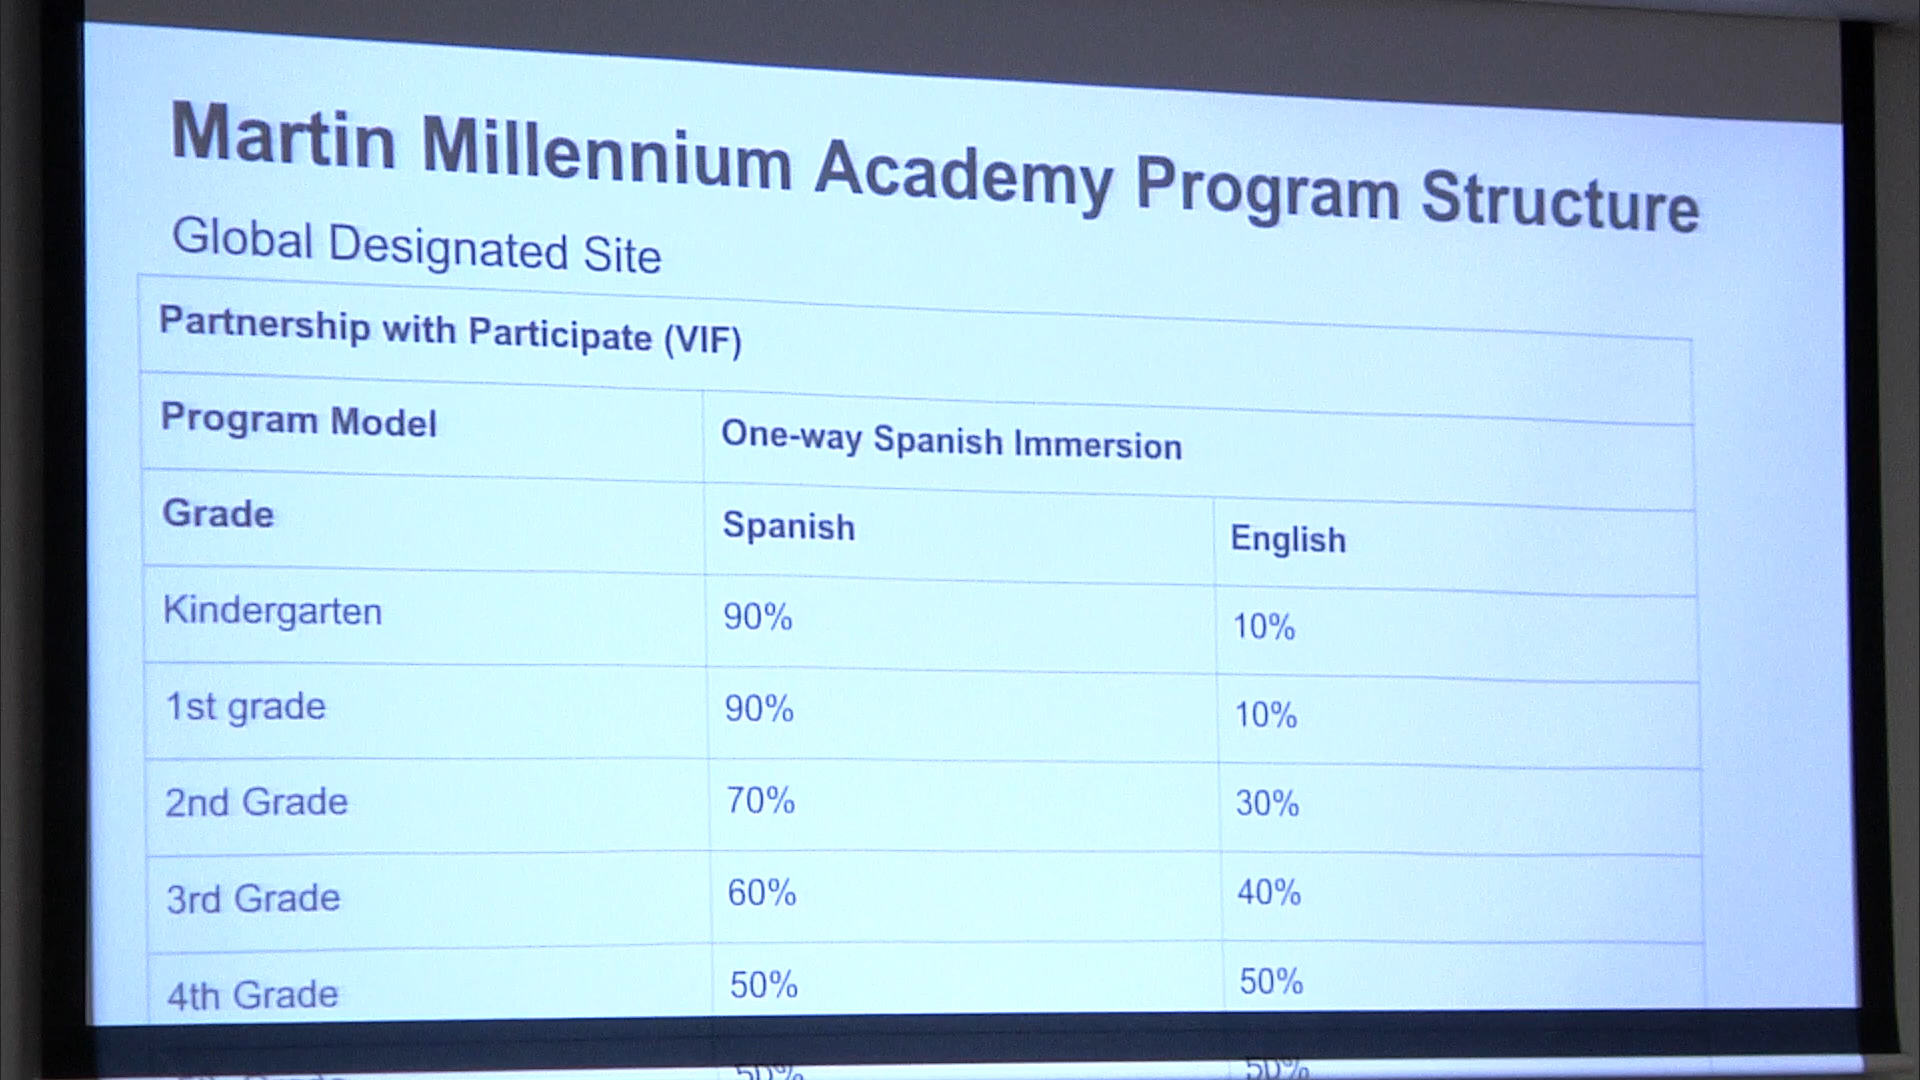 Martin Millennium Academy Program Structure
Global Designated Site
Partnership with Participate (VIF)
Program Model One-way Spanish Immersion
Grade Spanish English
Kindergarten 90% 10%
1st grade 90% 10%
2nd Grade 70% 30%
3rd Grade 60% 40%
4th Grade 50% 50%
50% 50%